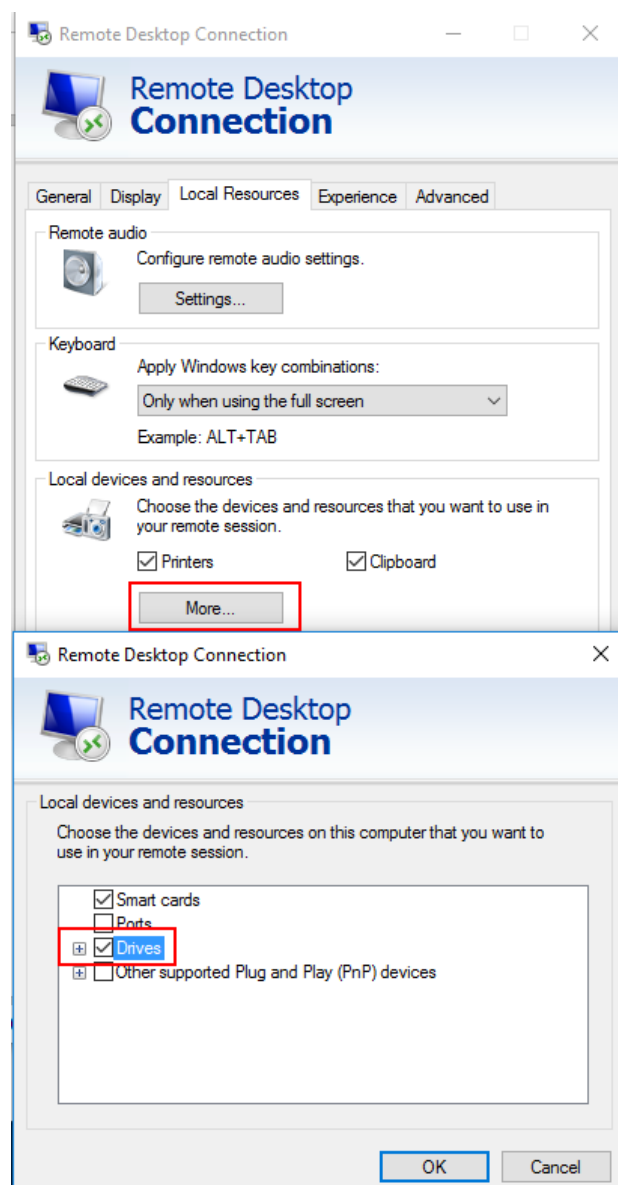 Remote Desktop Connection
Remote Desktop
Connection
General Display Local Resources Experience Advanced
Remote audio
Configure remote audio settings.
Settings...
Keyboard
Apply Windows key combinations:
Only when using the full screen
Example: ALT+TAB
Local devices and resources
Choose the devices and resources that you want to use in
your remote session.
Printers Clipboard
More...
Remote Desktop Connection
Remote Desktop
Connection
Local devices and resources
Choose the devices and resources on this computer that you want to
use in your remote session.
Smart cards
Ports
Drives
Other supported Plug and Play (PnP) devices
OK Cancel